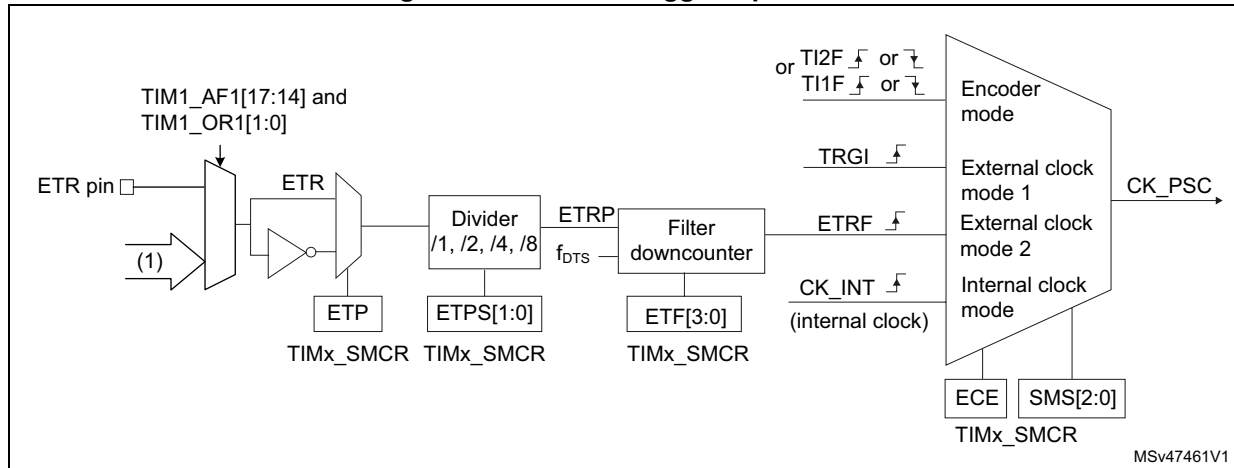 or TI2F or
TI1F or
Encoder
mode
TIM1_AF1[17:14] and
TIM1_OR1[1:0]
TRGI
External clock
mode 1
CK_PSC
ETR pin
ETR
Divider
/1, /2, /4, /8
ETRP
Filter
downcounter
fDTS
ETRF
External clock
mode 2
(1)
CK_INT
(internal clock)
Internal clock
mode
ETP
TIMx_SMCR
ETPS[1:0]
TIMx_SMCR
ETF[3:0]
TIMx_SMCR
ECE
SMS[2:0]
TIMx_SMCR
MSv47461V1